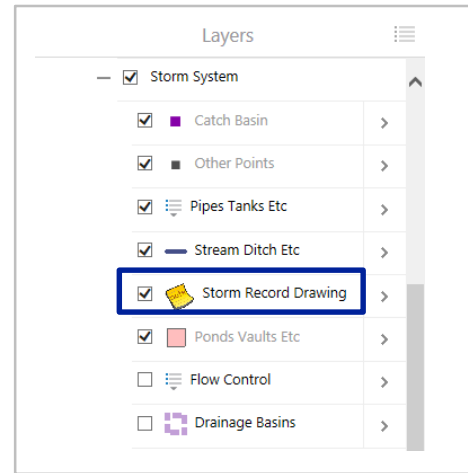 Layers
Storm System
Catch Basin
Other Points
Pipes Tanks Etc
Stream Ditch Etc
Storm Record Drawing
Ponds Vaults Etc
Flow Control
Drainage Basins